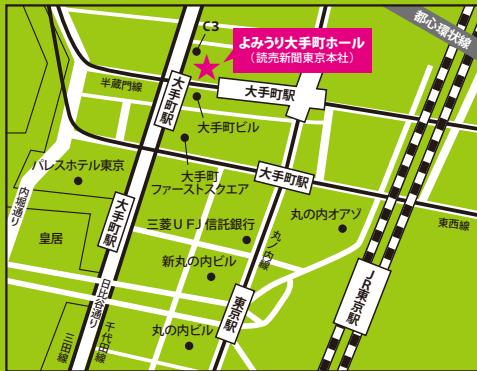 都心環状線
C3
よみうり大手町ホール
（読売新聞東京本社）
半蔵門線
大手町駅
大手町駅
大手町ビル
大手町
ファーストスクエア
パレスホテル東京
大手町駅
内堀通り
大手町駅
丸の内オアゾ
東西線
三菱ＵＦＪ信託銀行
皇居
丸ノ内線
新丸の内ビル
日比谷通り
東京駅
JR東京駅
丸の内ビル
三田線
千代田線